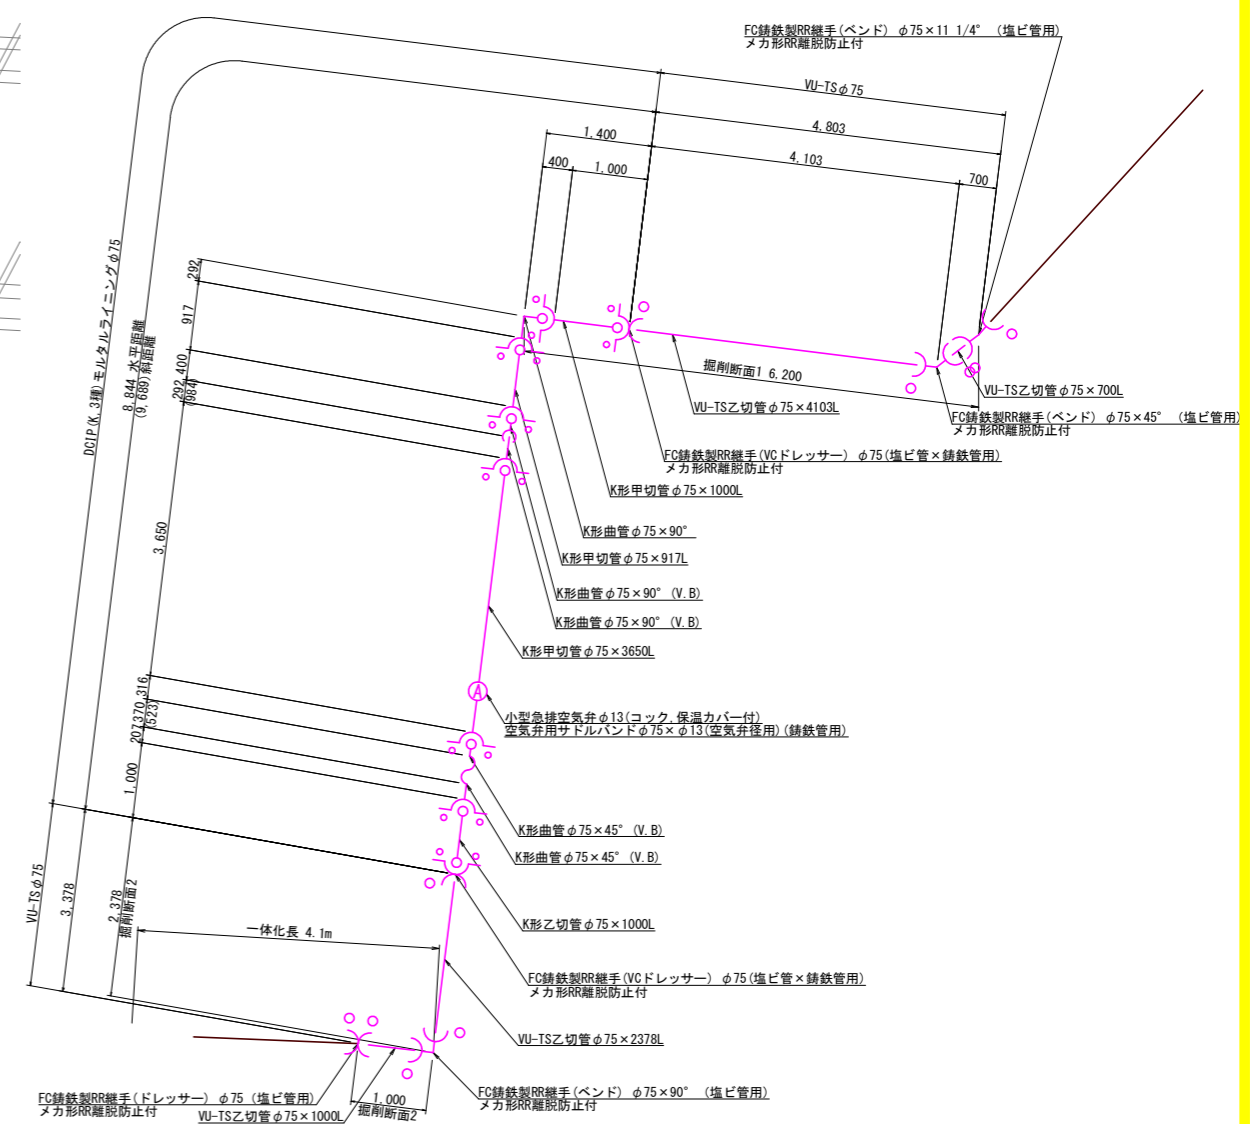 FC鋳鉄製RR継手(ベンド) φ75×11 1/4° (塩ビ管用)
メカ形RR離脱防止付
VU-TSφ75
4,803
1,400
4,103
400
1,000
700
DCIP(K,3種)モルタルライニングφ75
8,844 水平距離
(9,689)斜距離
292
917
400
292
(984)
3,650
316
370
207
(523)
1,000
掘削断面1 6,200
VU-TS乙切管φ75×700L
VU-TS乙切管φ75×4103L
FC鋳鉄製RR継手(ベンド) φ75×45° (塩ビ管用)
メカ形RR離脱防止付
FC鋳鉄製RR継手(VCドレッサー) φ75(塩ビ管×鋳鉄管用)
メカ形RR離脱防止付
K形甲切管φ75×1000L
K形曲管φ75×90°
K形甲切管φ75×917L
K形曲管φ75×90° (V.B)
K形曲管φ75×90° (V.B)
K形甲切管φ75×3650L
A
小型急排空気弁φ13(コック,保温カバー付)
空気弁用サドルバンドφ75×φ13(空気弁径用)(鋳鉄管用)
K形曲管φ75×45° (V.B)
K形曲管φ75×45° (V.B)
VU-TSφ75
3,378
2,378
掘削断面2
一体化長 4.1m
K形乙切管φ75×1000L
FC鋳鉄製RR継手(VCドレッサー) φ75(塩ビ管×鋳鉄管用)
メカ形RR離脱防止付
VU-TS乙切管φ75×2378L
FC鋳鉄製RR継手(ドレッサー) φ75 (塩ビ管用)
メカ形RR離脱防止付
VU-TS乙切管φ75×1000L
1,000
掘削断面2
FC鋳鉄製RR継手(ベンド) φ75×90° (塩ビ管用)
メカ形RR離脱防止付